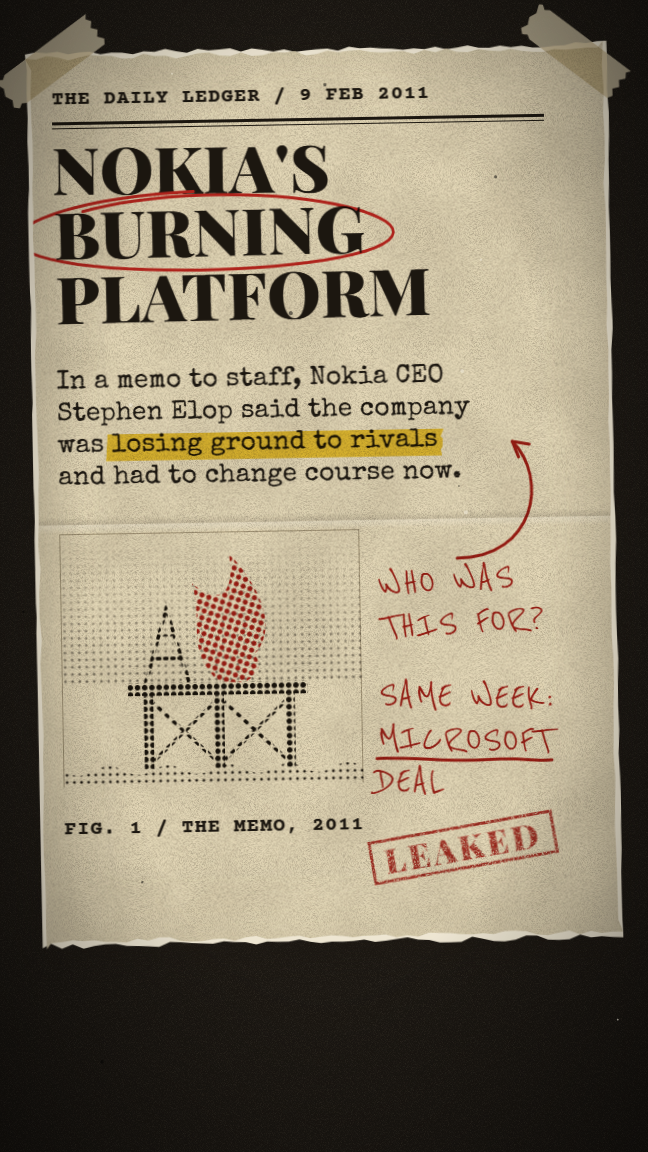 THE DAILY LEDGER / 9 FEB 2011
NOKIA'S
BURNING
PLATFORM
In a memo to staff, Nokia CEO
Stephen Elop said the company
was losing ground to rivals
and had to change course now.
WHO WAS
THIS FOR?
SAME WEEK:
MICROSOFT
DEAL
FIG. 1 / THE MEMO, 2011
LEAKED